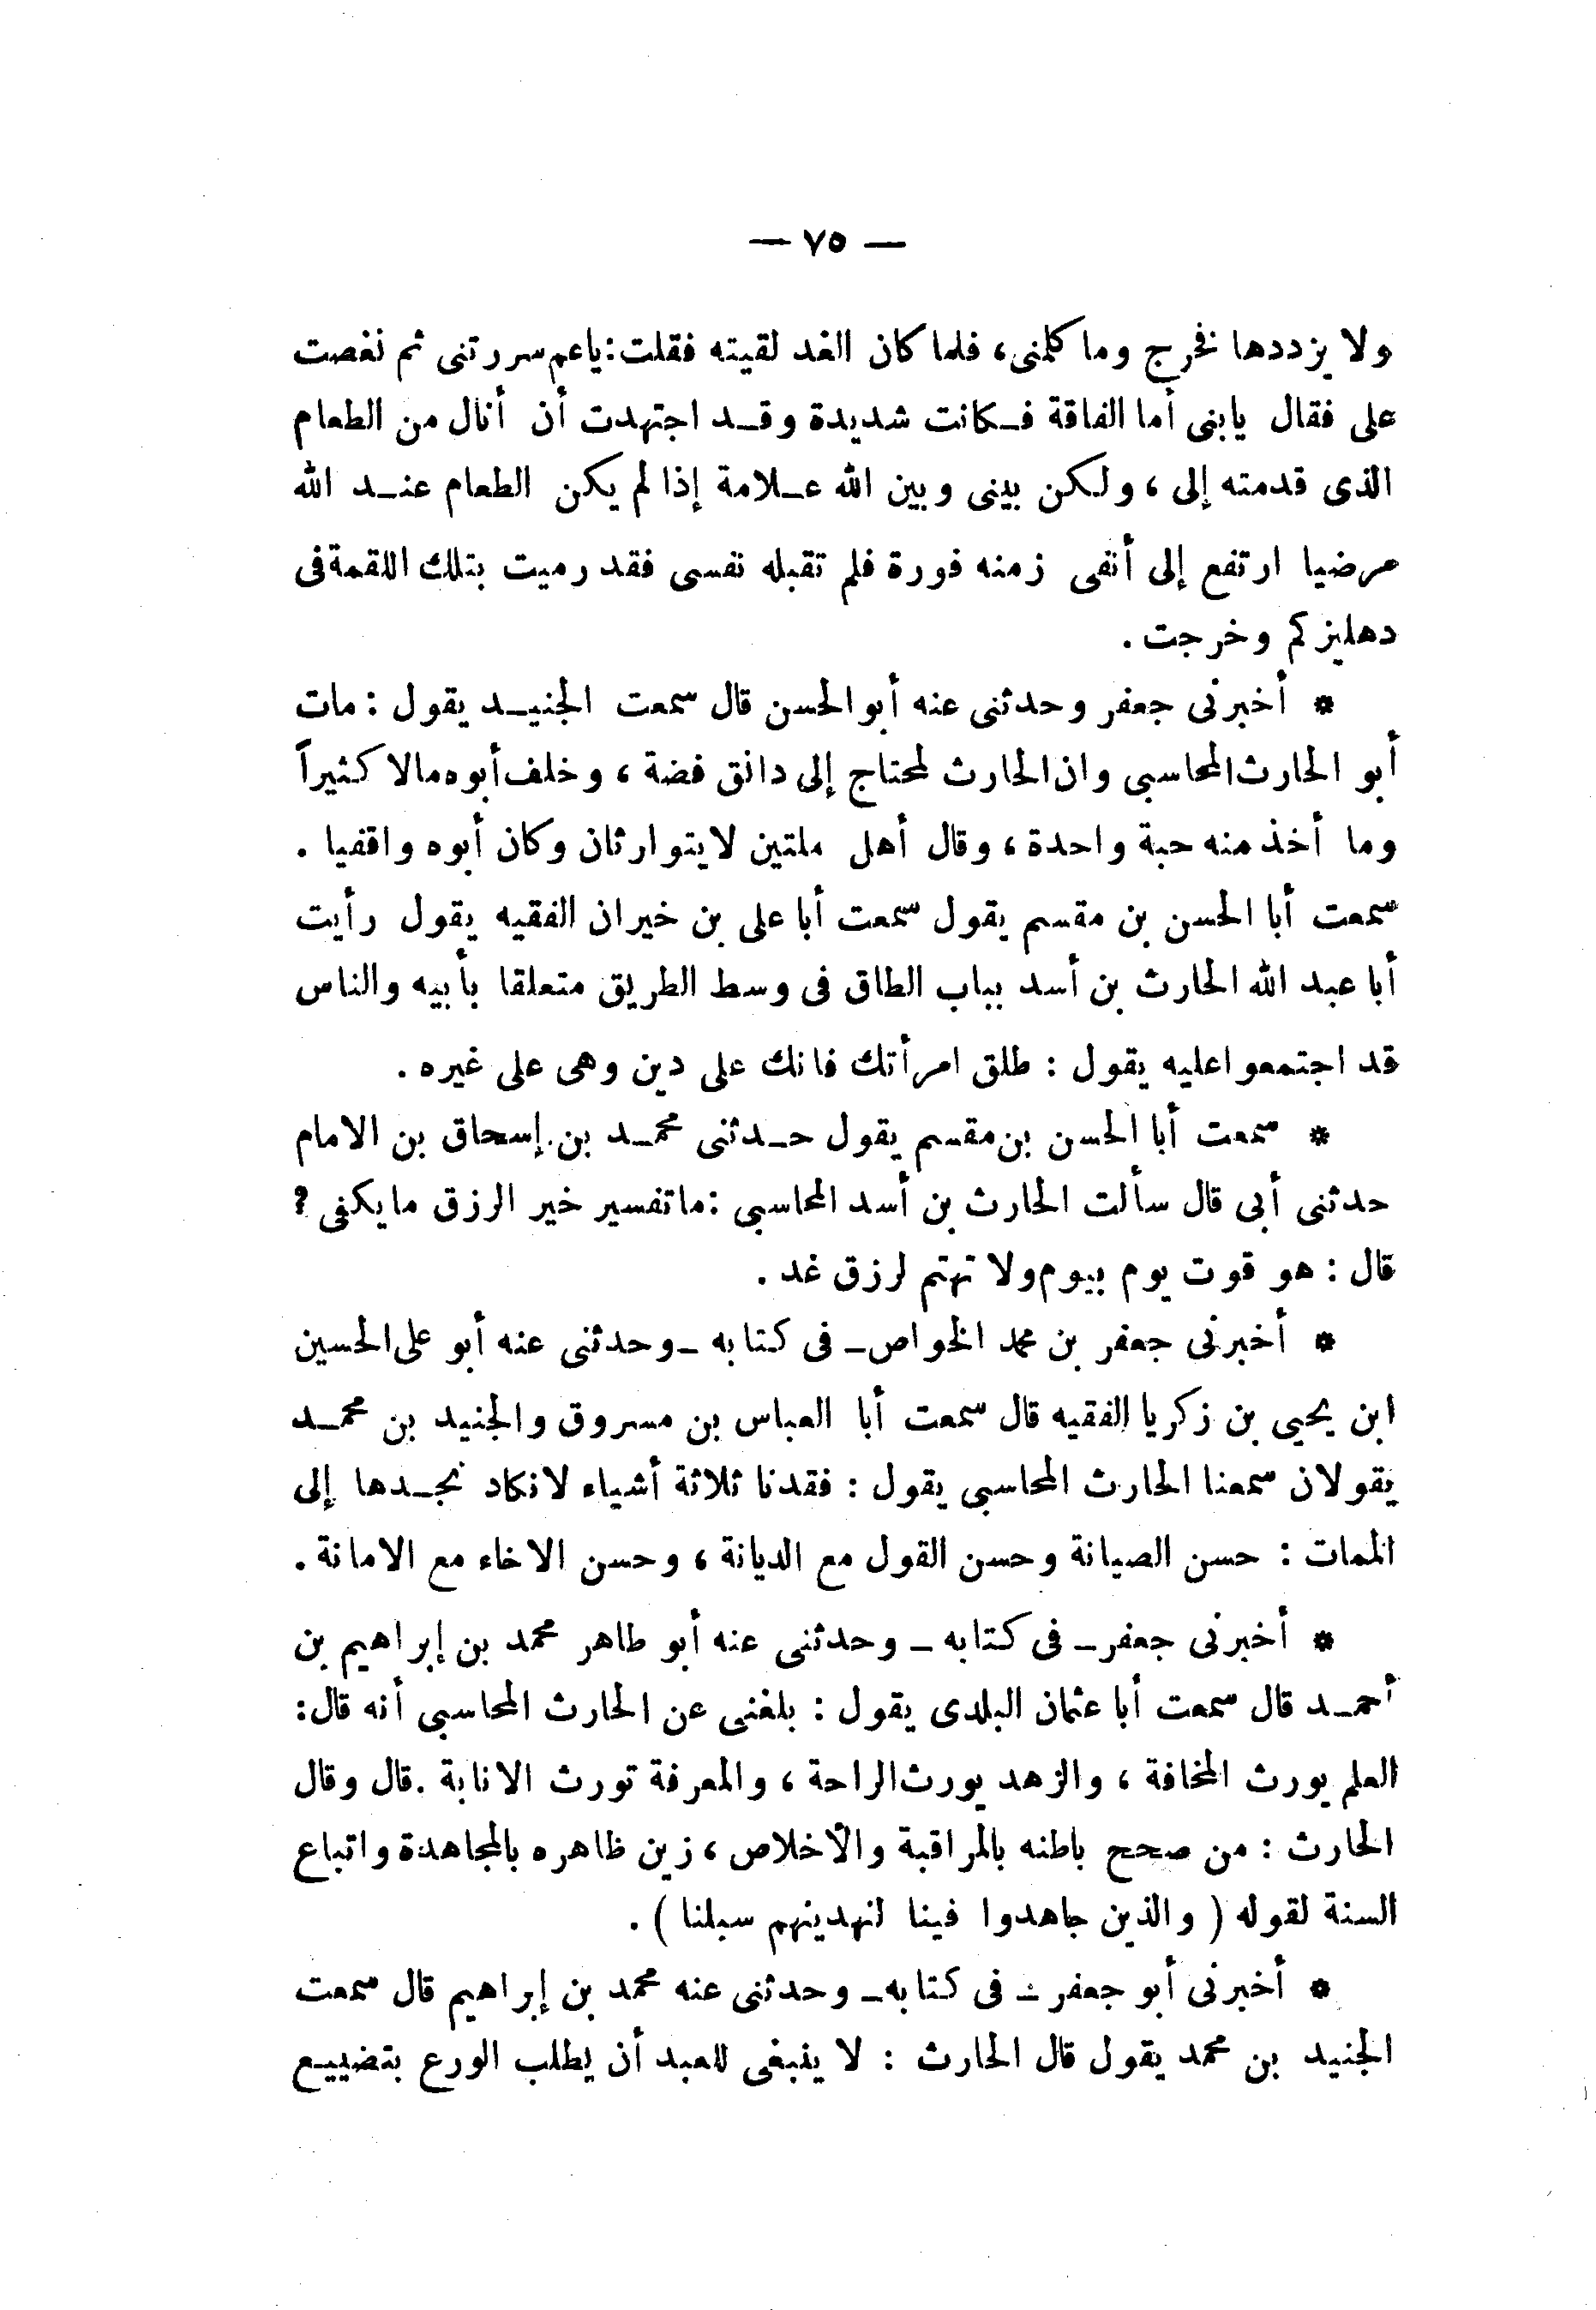 — ٧٥ —
ولا يزدردها فخرج وما كلمنى، فلما كان الغد لقيته فقلت: ياعم سررتنى ثم نغصت
على فقال يابنى أما الفاقة فكانت شديدة وقد اجتهدت أن أنال من الطعام
الذى قدمته إلى، ولكن بينى وبين الله علامة إذا لم يكن الطعام عند الله
مرضيا ارتفع إلى أنفى زمنه فورة فلم تقبله نفسى فقد رميت بتلك اللقمة فى
دهليزكم وخرجت.
* أخبرنى جعفر وحدثنى عنه أبو الحسن قال سمعت الجنيد يقول: مات
أبو الحارث المحاسبى وان الحارث لمحتاج إلى دانق فضة، وخلف أبوه مالا كثيراً
وما أخذ منه حبة واحدة، وقال أهل ملتين لا يتوارثان وكان أبوه واقفيا.
سمعت أبا الحسن بن مقسم يقول سمعت أبا على بن خيران الفقيه يقول رأيت
أبا عبد الله الحارث بن أسد بباب الطاق فى وسط الطريق متعلقا بأبيه والناس
قد اجتمعوا عليه يقول: طلق امرأتك فانك على دين وهى على غيره.
* سمعت أبا الحسن بن مقسم يقول حدثنى محمد بن إسحاق بن الامام
حدثنى أبى قال سألت الحارث بن أسد المحاسبى: ما تفسير خير الرزق ما يكفى؟
قال: هو قوت يوم بيوم ولا تهتم لرزق غد.
* أخبرنى جعفر بن محمد الخواص - فى كتابه - وحدثنى عنه أبو على الحسين
ابن يحيى بن زكريا الفقيه قال سمعت أبا العباس بن مسروق والجنيد بن محمد
يقولان سمعنا الحارث المحاسبى يقول: فقدنا ثلاثة أشياء لا نكاد نجدها إلى
الممات: حسن الصيانة وحسن القول مع الديانة، وحسن الاخاء مع الامانة.
* أخبرنى جعفر - فى كتابه - وحدثنى عنه أبو طاهر محمد بن إبراهيم بن
أحمد قال سمعت أبا عثمان البلدى يقول: بلغنى عن الحارث المحاسبى أنه قال:
العلم يورث المخافة، والزهد يورث الراحة، والمعرفة تورث الانابة. قال وقال
الحارث: من صحح باطنه بالمراقبة والأخلاص، زين ظاهره بالمجاهدة واتباع
السنة لقوله (والذين جاهدوا فينا لنهدينهم سبلنا).
* أخبرنى أبو جعفر - فى كتابه - وحدثنى عنه محمد بن إبراهيم قال سمعت
الجنيد بن محمد يقول قال الحارث: لا ينبغى للعبد أن يطلب الورع بتضييع